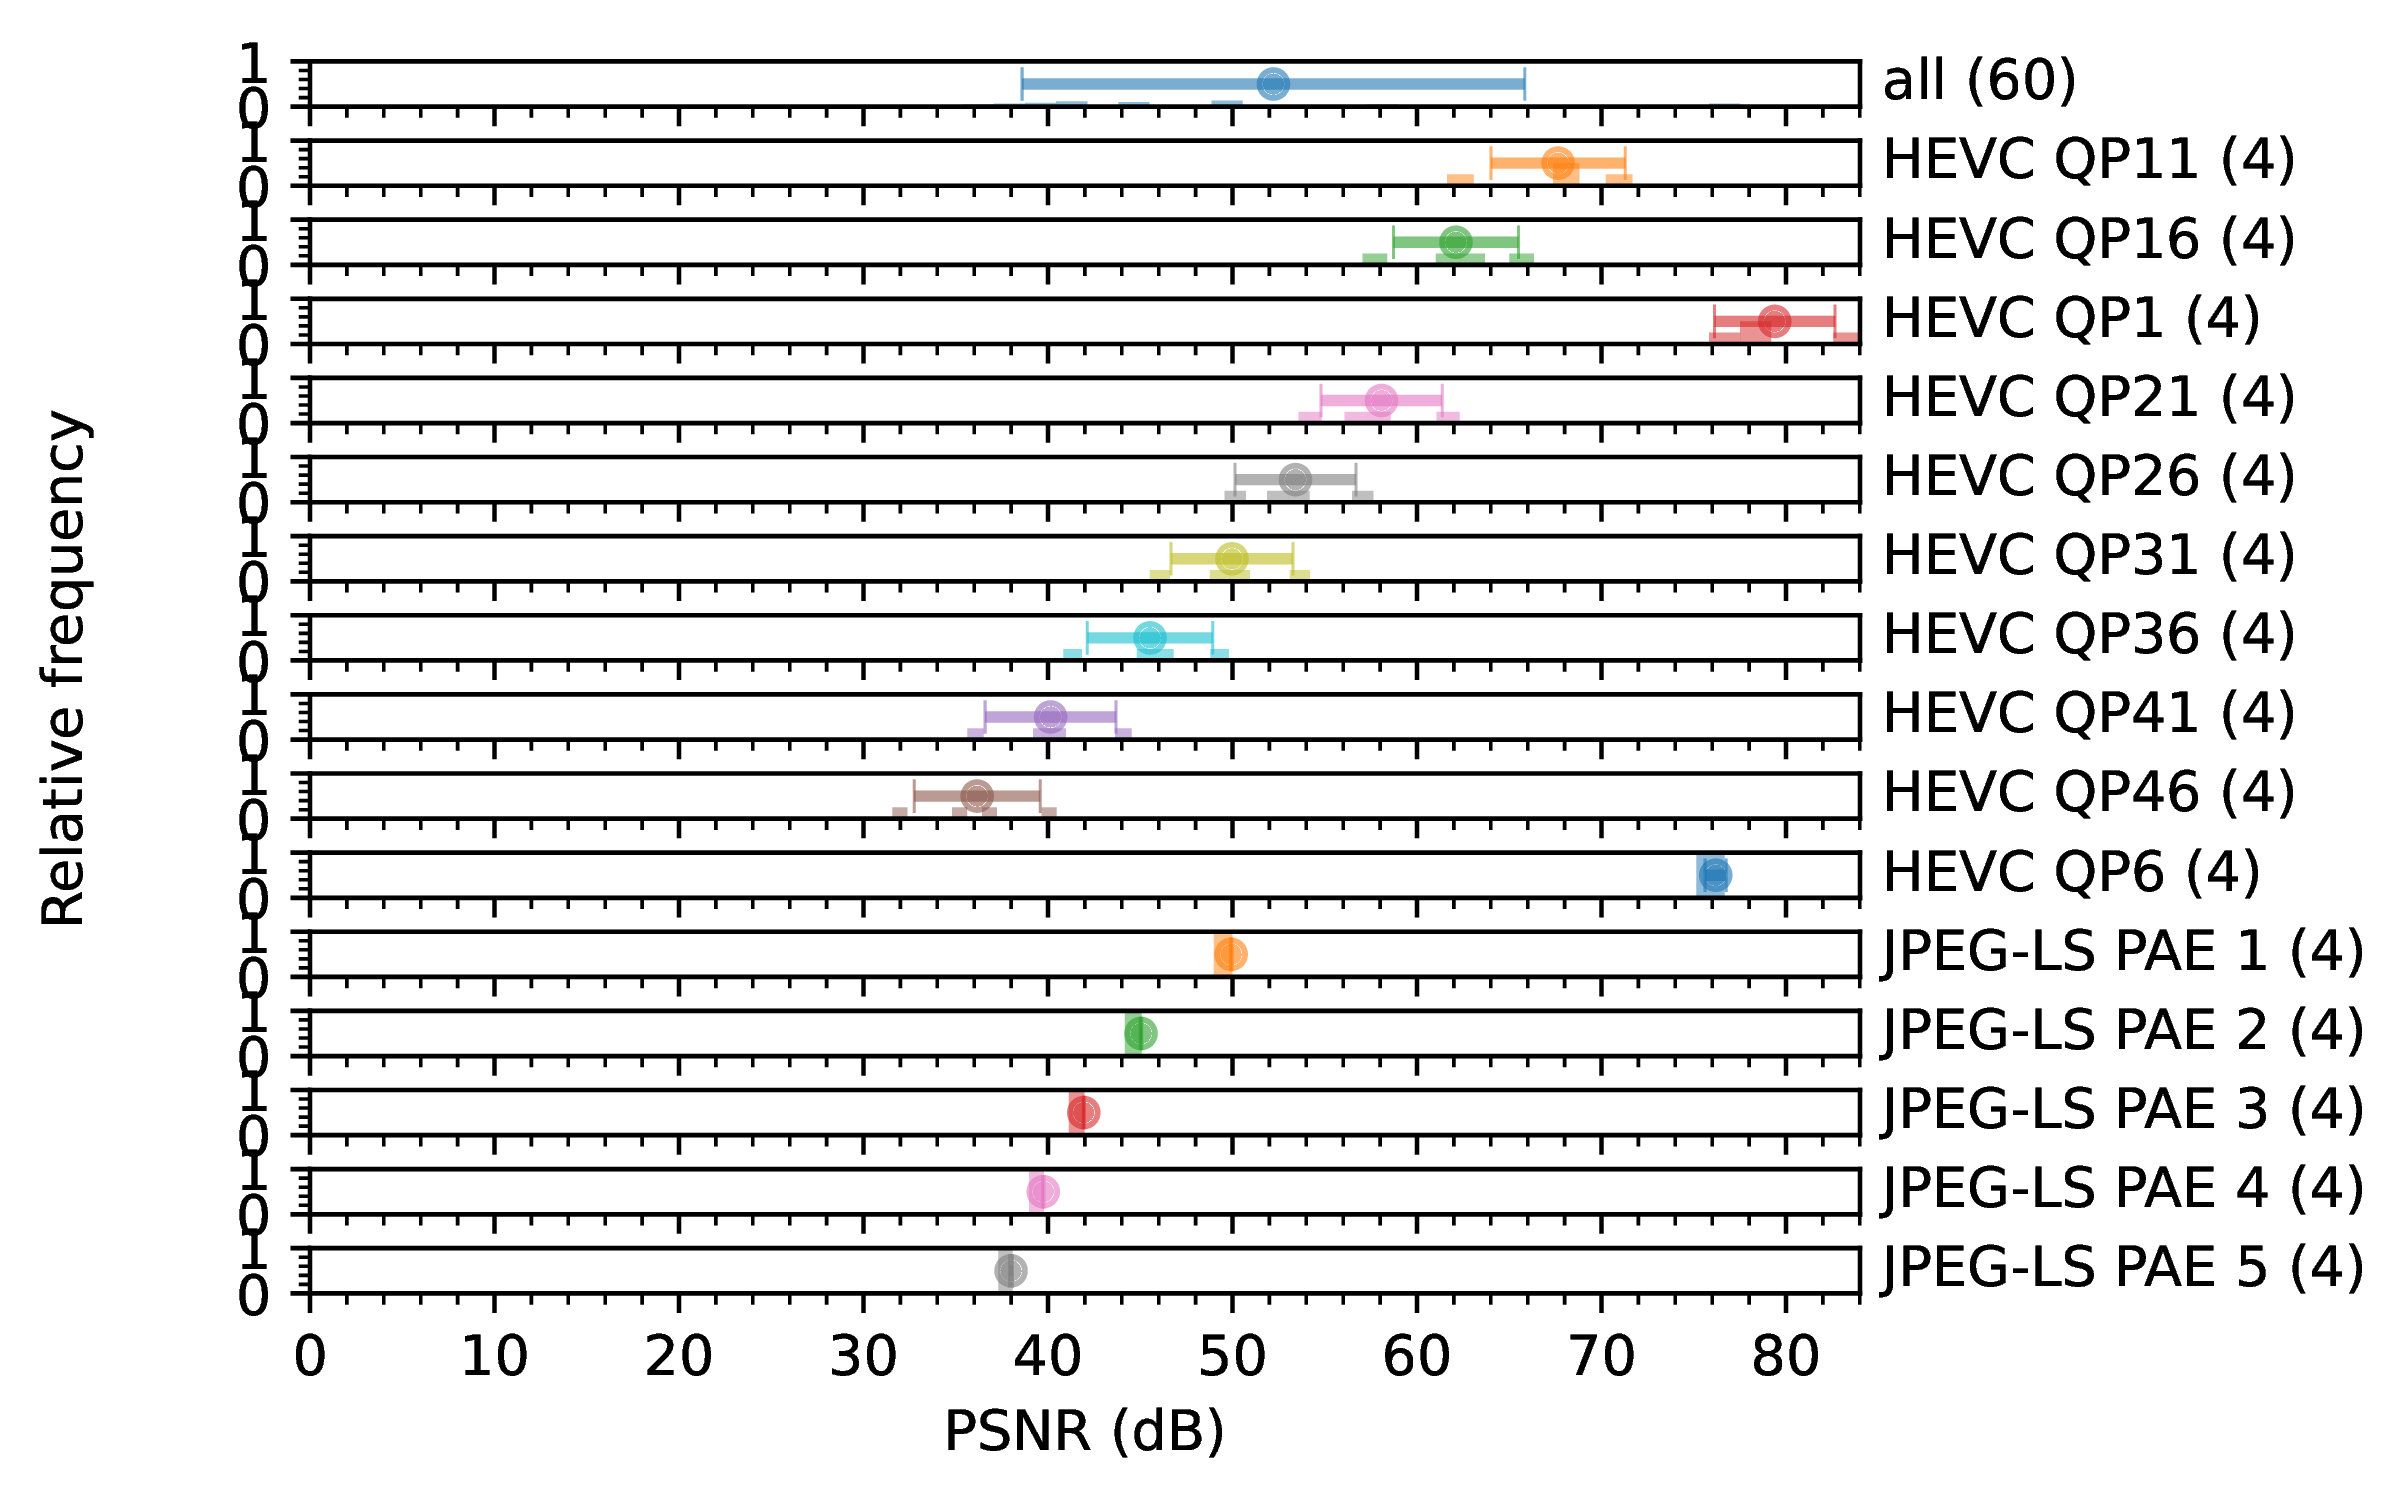 Relative frequency
1
0
all (60)
1
0
HEVC QP11 (4)
1
0
HEVC QP16 (4)
1
0
HEVC QP1 (4)
1
0
HEVC QP21 (4)
1
0
HEVC QP26 (4)
1
0
HEVC QP31 (4)
1
0
HEVC QP36 (4)
1
0
HEVC QP41 (4)
1
0
HEVC QP46 (4)
1
0
HEVC QP6 (4)
1
0
JPEG-LS PAE 1 (4)
1
0
JPEG-LS PAE 2 (4)
1
0
JPEG-LS PAE 3 (4)
1
0
JPEG-LS PAE 4 (4)
1
0
JPEG-LS PAE 5 (4)
0 10 20 30 40 50 60 70 80
PSNR (dB)